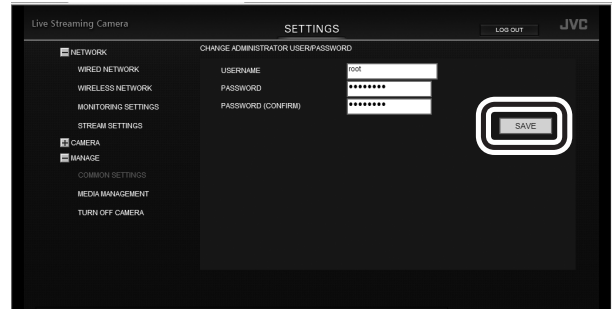 Live Streaming Camera
SETTINGS
LOG OUT
JVC
NETWORK
WIRED NETWORK
WIRELESS NETWORK
MONITORING SETTINGS
STREAM SETTINGS
CAMERA
MANAGE
COMMON SETTINGS
MEDIA MANAGEMENT
TURN OFF CAMERA
CHANGE ADMINISTRATOR USER/PASSWORD
USERNAME root
PASSWORD ••••••••
PASSWORD (CONFIRM) ••••••••
SAVE